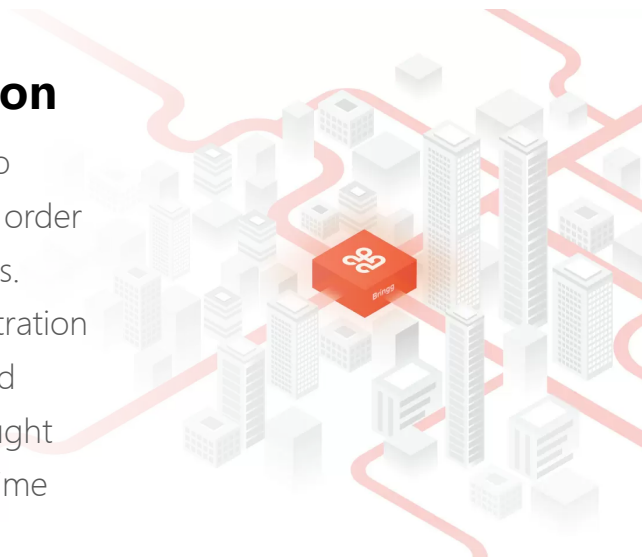 on
o
order
s.
tration
d
ught
me
Bringg